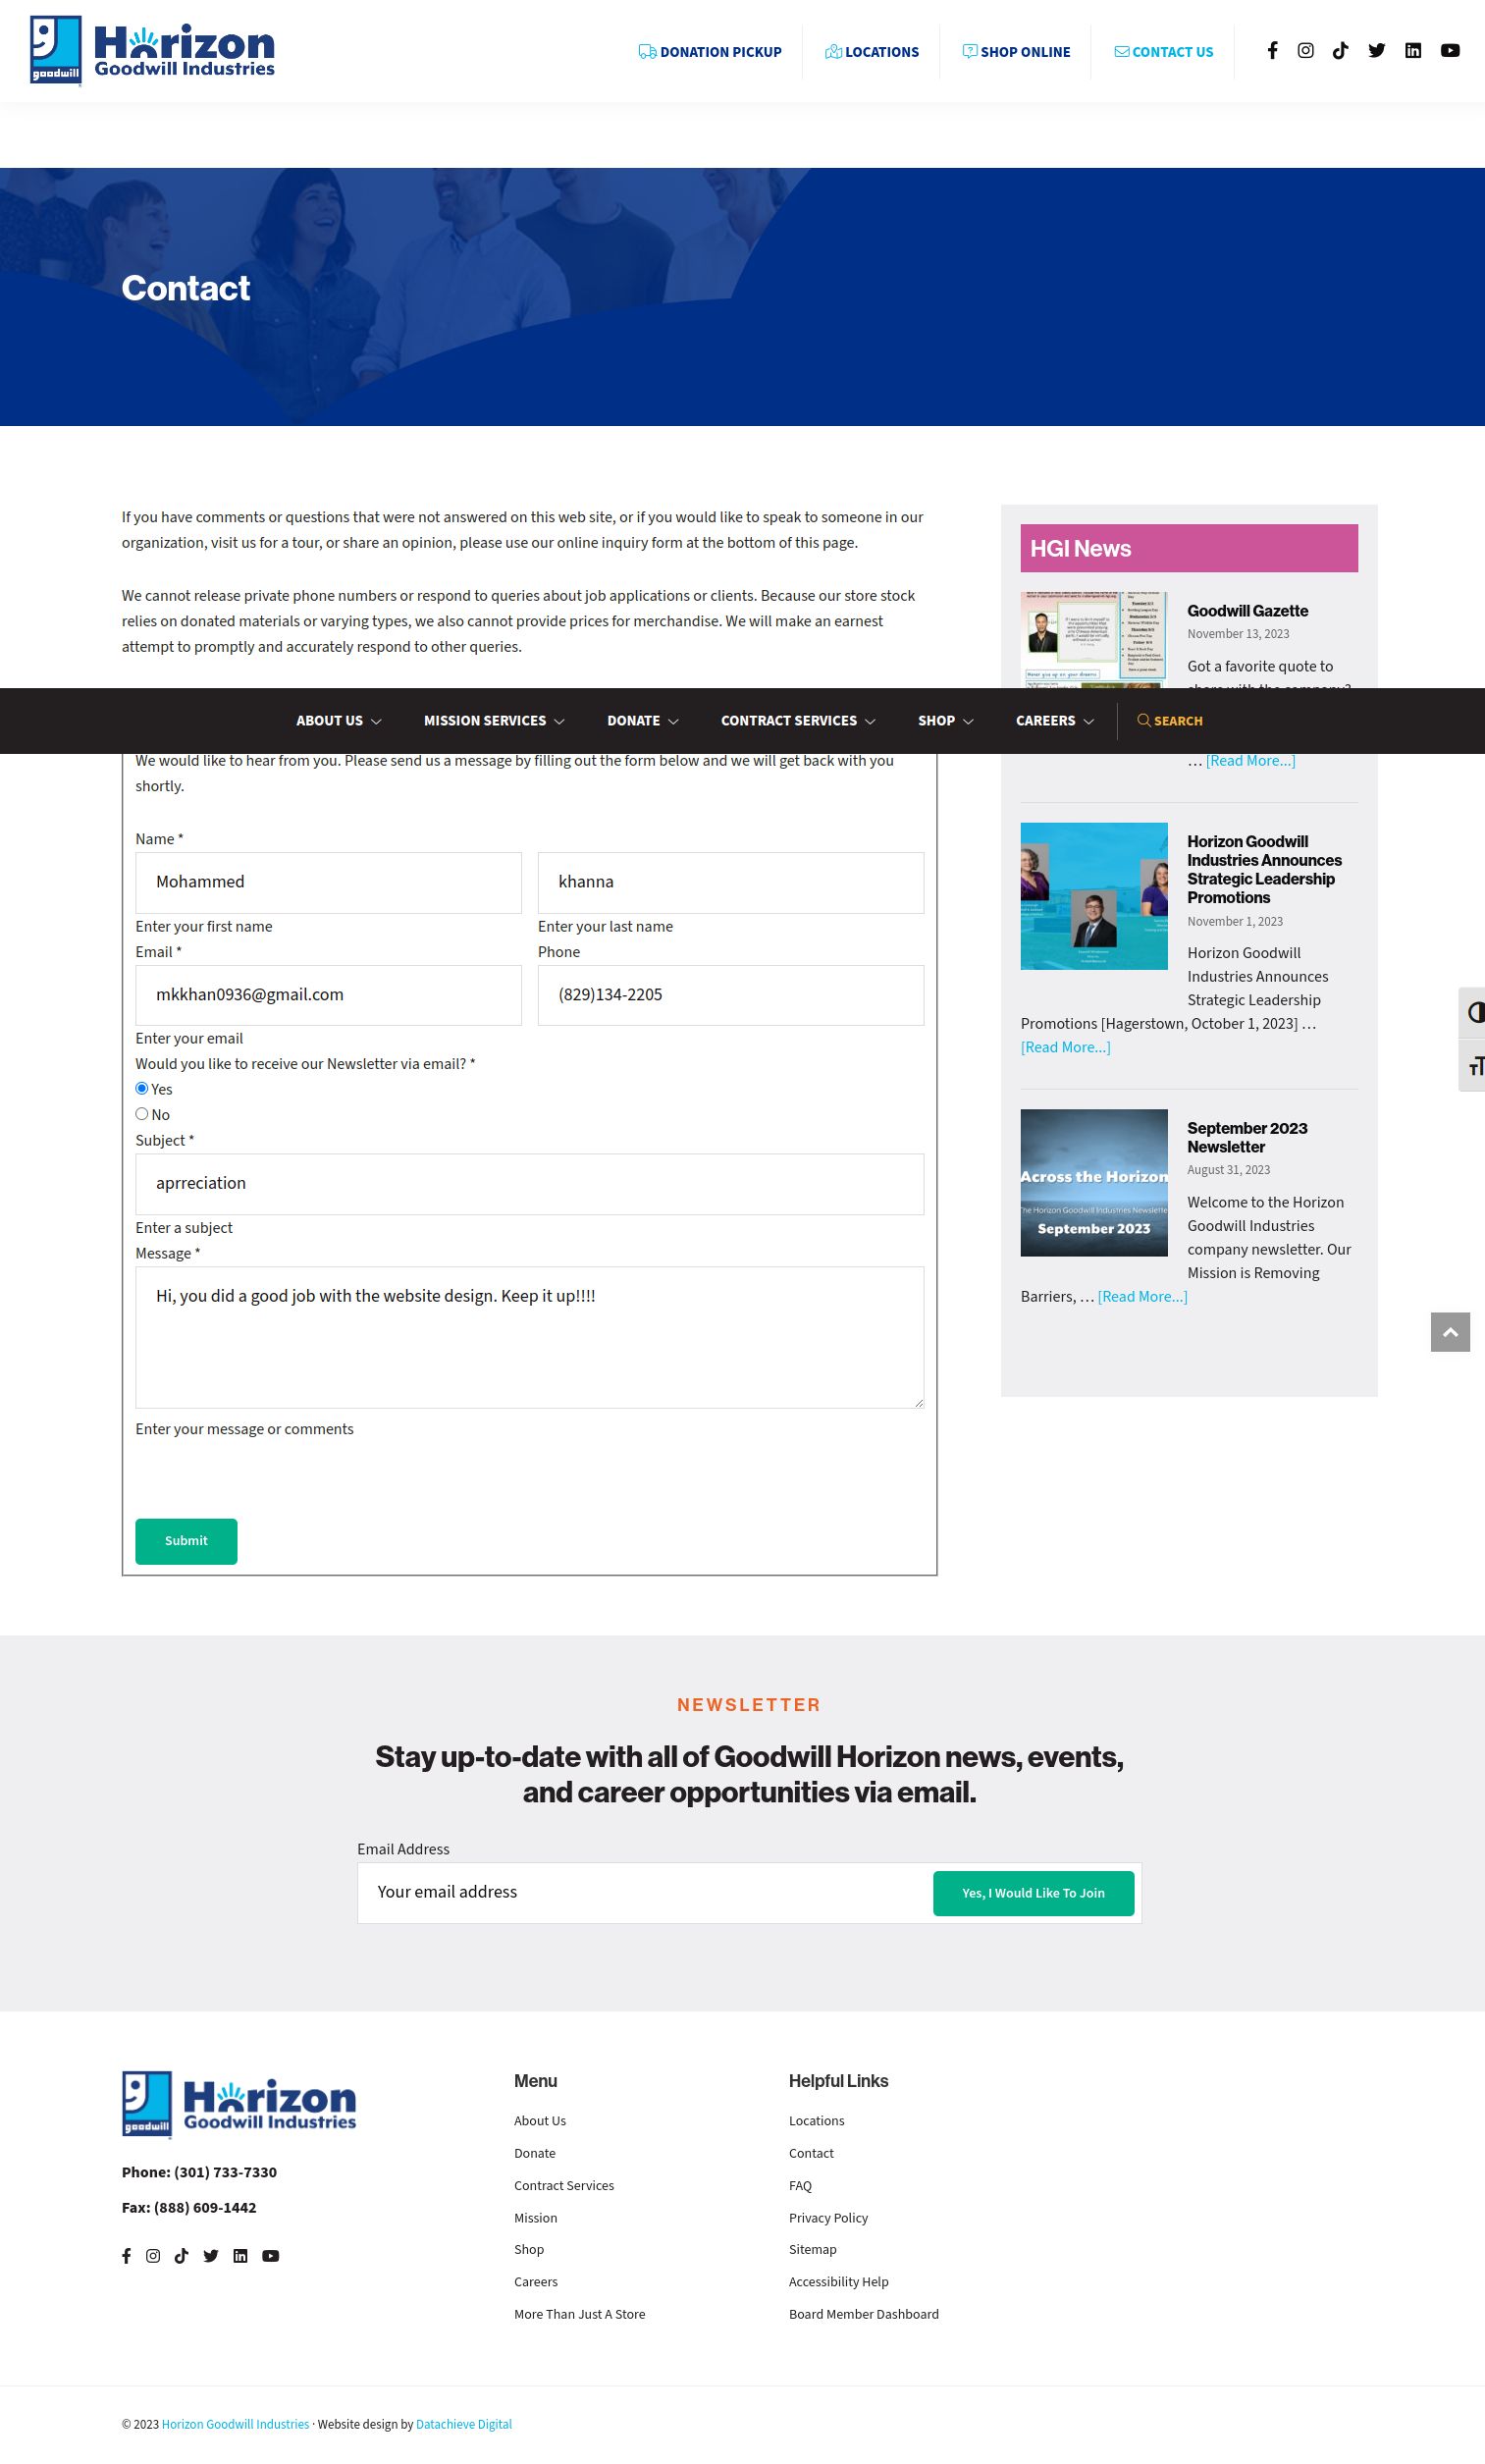 Horizon
Goodwill Industries
goodwill
DONATION PICKUP
LOCATIONS
SHOP ONLINE
CONTACT US
Contact
If you have comments or questions that were not answered on this web site, or if you would like to speak to someone in our
organization, visit us for a tour, or share an opinion, please use our online inquiry form at the bottom of this page.
We cannot release private phone numbers or respond to queries about job applications or clients. Because our store stock
relies on donated materials or varying types, we also cannot provide prices for merchandise. We will make an earnest
attempt to promptly and accurately respond to other queries.
ABOUT US
MISSION SERVICES
DONATE
CONTRACT SERVICES
SHOP
CAREERS
SEARCH
We would like to hear from you. Please send us a message by filling out the form below and we will get back with you
shortly.
Name *
Mohammed
khanna
Enter your first name
Enter your last name
Email *
Phone
mkkhan0936@gmail.com
(829)134-2205
Enter your email
Would you like to receive our Newsletter via email? *
Yes
No
Subject *
aprreciation
Enter a subject
Message *
Hi, you did a good job with the website design. Keep it up!!!!
Enter your message or comments
Submit
HGI News
Goodwill Gazette
November 13, 2023
Got a favorite quote to
share with the company?
… [Read More...]
Horizon Goodwill
Industries Announces
Strategic Leadership
Promotions
November 1, 2023
Horizon Goodwill
Industries Announces
Strategic Leadership
Promotions [Hagerstown, October 1, 2023] …
[Read More...]
Across the Horizon
The Horizon Goodwill Industries Newsletter
September 2023
September 2023
Newsletter
August 31, 2023
Welcome to the Horizon
Goodwill Industries
company newsletter. Our
Mission is Removing
Barriers, … [Read More...]
NEWSLETTER
Stay up-to-date with all of Goodwill Horizon news, events,
and career opportunities via email.
Email Address
Your email address
Yes, I Would Like To Join
Horizon
Goodwill Industries
goodwill
Phone: (301) 733-7330
Fax: (888) 609-1442
Menu
About Us
Donate
Contract Services
Mission
Shop
Careers
More Than Just A Store
Helpful Links
Locations
Contact
FAQ
Privacy Policy
Sitemap
Accessibility Help
Board Member Dashboard
© 2023 Horizon Goodwill Industries · Website design by Datachieve Digital